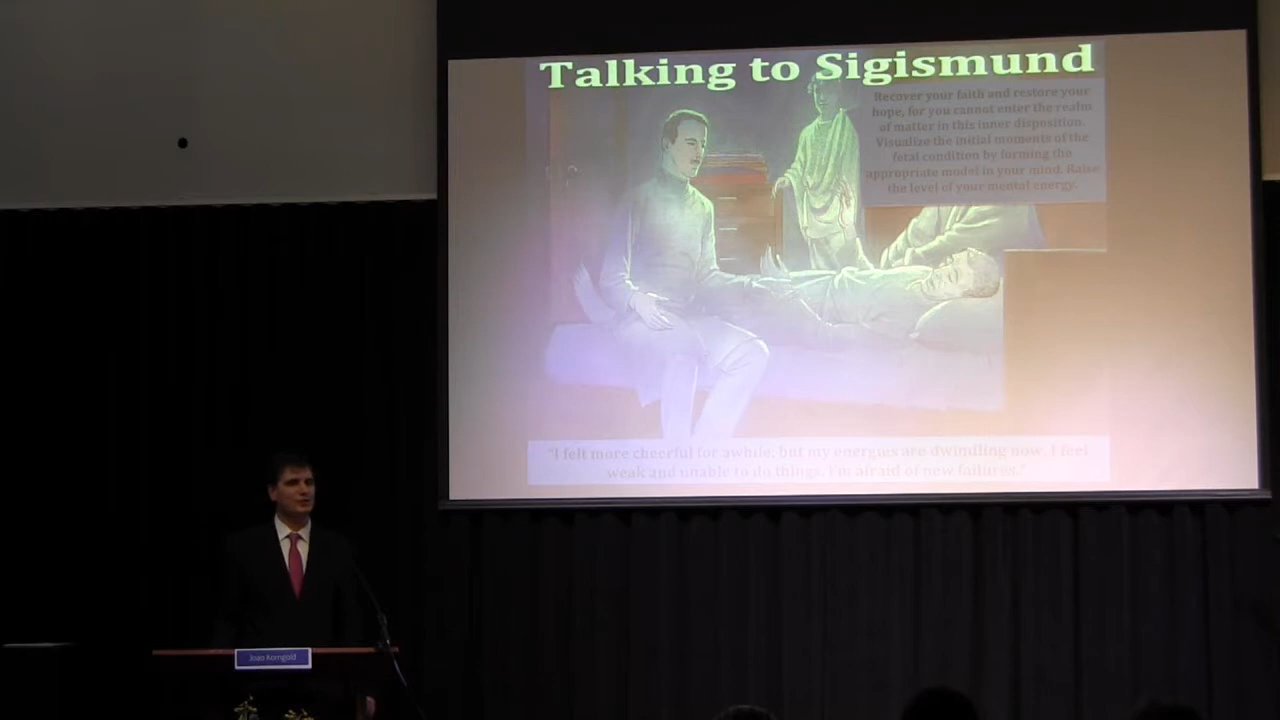 Talking to Sigismund
Recover your faith and restore your
hope, for you cannot enter the realm
of matter in this inner disposition.
Visualize the initial moments of the
fetal condition by forming the
appropriate model in your mind. Raise
the level of your mental energy.
"I felt more cheerful for awhile, but my energies are dwindling now. I feel
weak and unable to do things. I'm afraid of new failures."
Joao Korngold